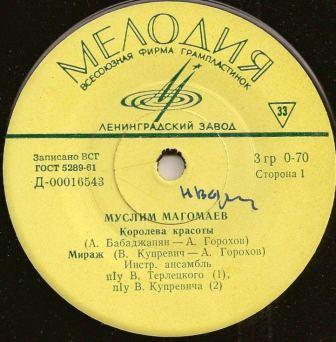 МЕЛОДИЯ
ВСЕСОЮЗНАЯ ФИРМА ГРАМПЛАСТИНОК
33
ЛЕНИНГРАДСКИЙ ЗАВОД
Записано ВСГ
ГОСТ 5289-61
Д-00016543
3 гр 0-70
Сторона 1
МУСЛИМ МАГОМАЕВ
Королева красоты
(А. Бабаджанян — А. Горохов)
Мираж (В. Купревич — А. Горохов)
Инстр. ансамбль
п/у В. Терлецкого (1),
п/у В. Купревича (2)